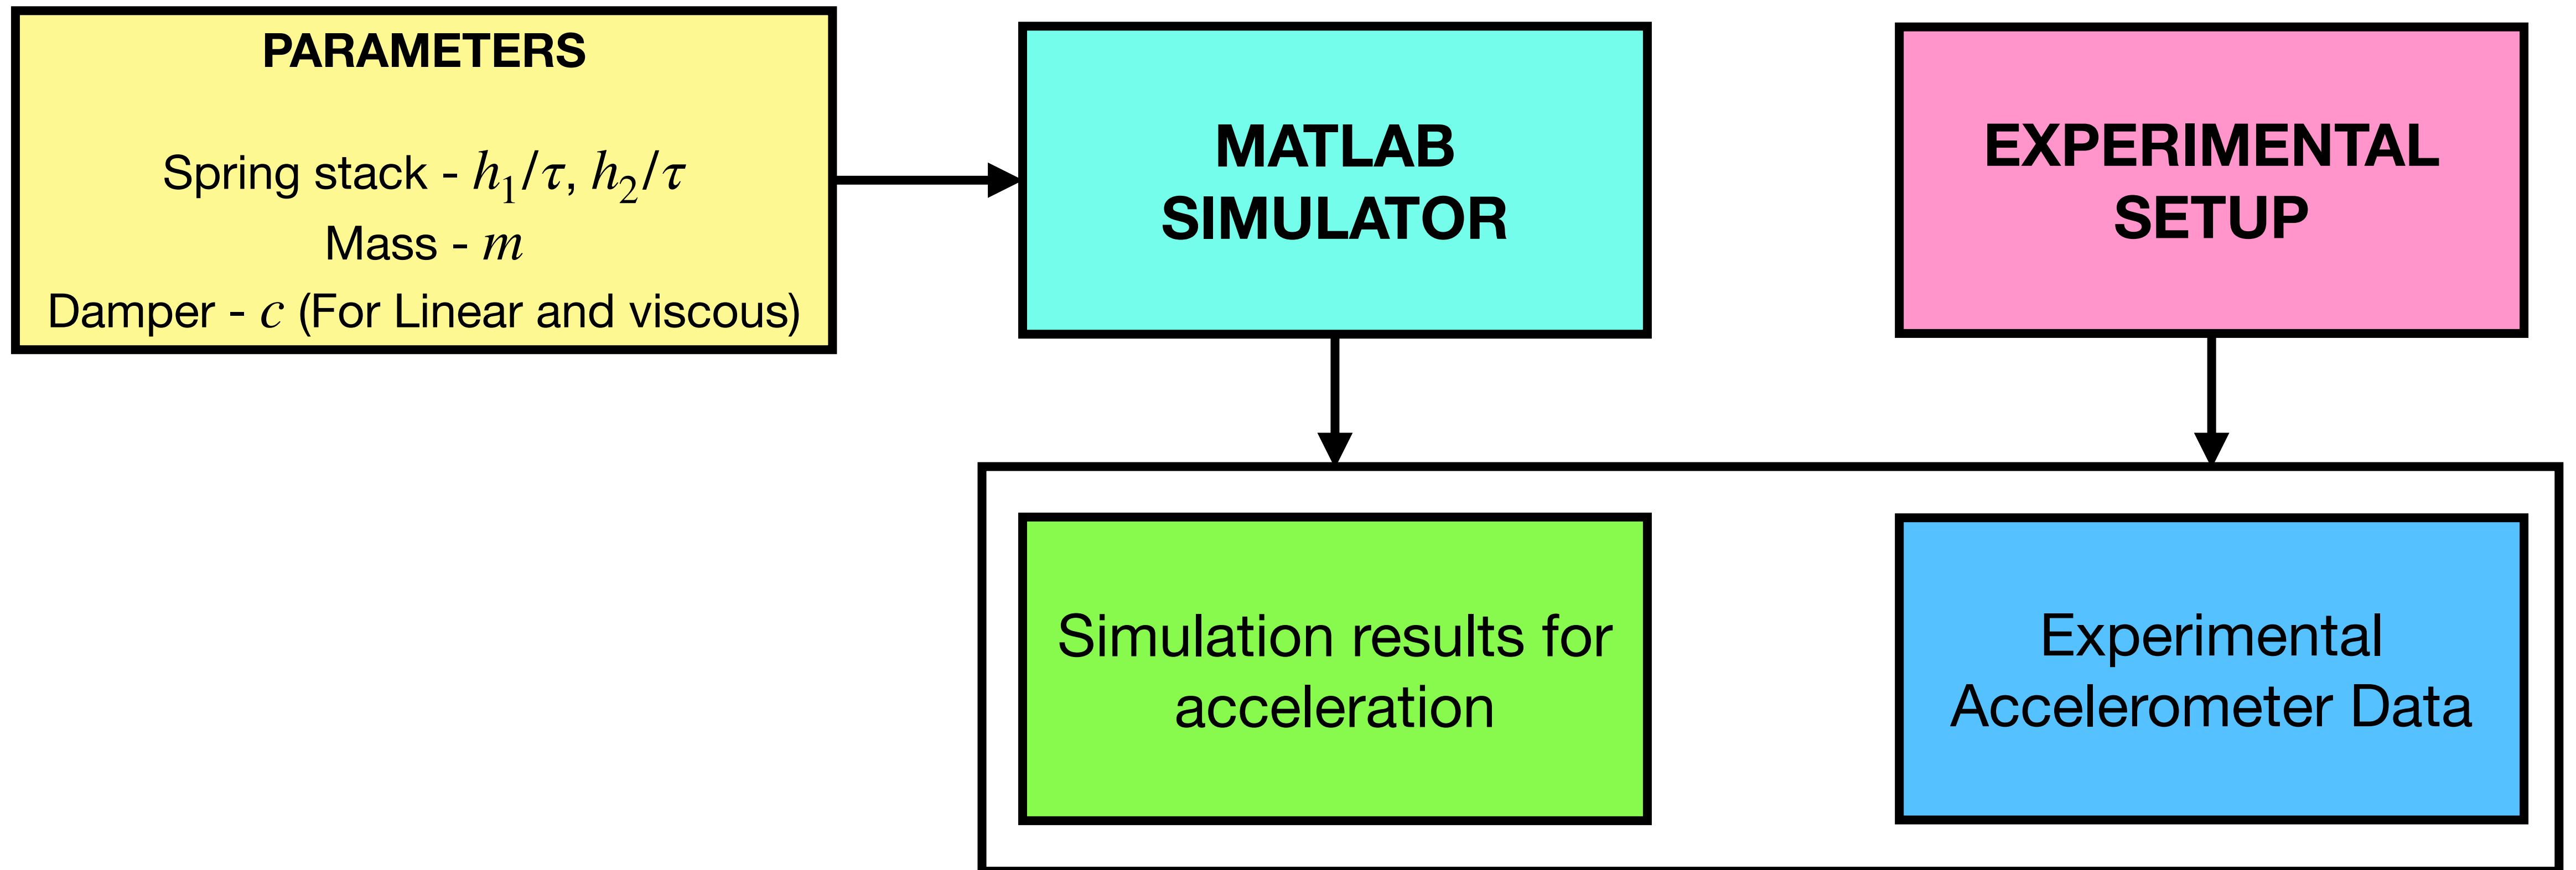 PARAMETERS
Spring stack - h₁/τ, h₂/τ
Mass - m
Damper - c (For Linear and viscous)
MATLAB
SIMULATOR
EXPERIMENTAL
SETUP
Simulation results for
acceleration
Experimental
Accelerometer Data